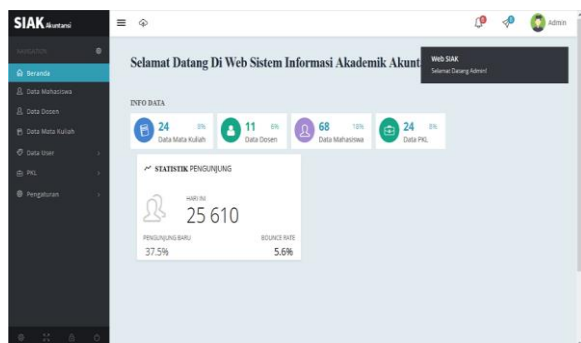 SIAK Akuntansi
Admin
NAVIGATION
Beranda
Data Mahasiswa
Data Dosen
Data Mata Kuliah
Data User
PKL
Pengaturan
Selamat Datang Di Web Sistem Informasi Akademik Akunt
Web SIAK
Selamat Datang Admin!
INFO DATA
24
Data Mata Kuliah
11 6%
Data Dosen
68 10%
Data Mahasiswa
24
Data PKL
STATISTIK PENGUNJUNG
HARI INI
25 610
PENGUNJUNG BARU
BOUNCE RATE
37.5%
5.6%